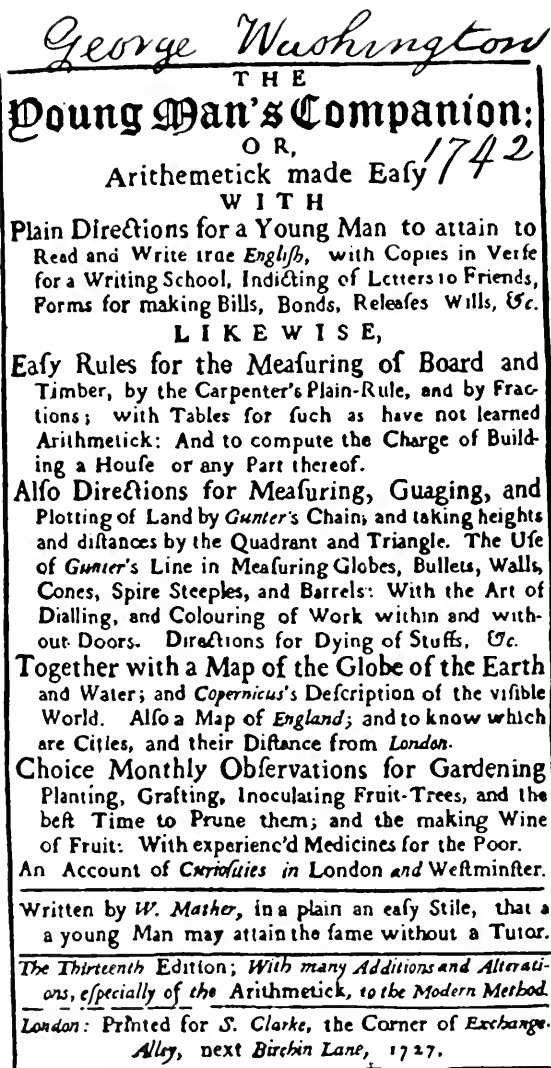 George Washington
THE
Young Man's Companion:
OR,
1742
Arithemetick made Eaſy
WITH
Plain Directions for a Young Man to attain to
Read and Write true Engliſh, with Copies in Verſe
for a Writing School, Indicting of Letters to Friends,
Forms for making Bills, Bonds, Releaſes Wills, &c.
LIKEWISE,
Eaſy Rules for the Meaſuring of Board and
Timber, by the Carpenter's Plain-Rule, and by Frac-
tions; with Tables for ſuch as have not learned
Arithmetick: And to compute the Charge of Build-
ing a Houſe or any Part thereof.
Alſo Directions for Meaſuring, Guaging, and
Plotting of Land by Gunter's Chain; and taking heights
and diſtances by the Quadrant and Triangle. The Uſe
of Gunter's Line in Meaſuring Globes, Bullets, Walls,
Cones, Spire Steeples, and Barrels: With the Art of
Dialling, and Colouring of Work within and with-
out Doors. Directions for Dying of Stuffs, &c.
Together with a Map of the Globe of the Earth
and Water; and Copernicus's Deſcription of the viſible
World. Alſo a Map of England; and to know which
are Cities, and their Diſtance from London.
Choice Monthly Obſervations for Gardening
Planting, Grafting, Inoculating Fruit-Trees, and the
beſt Time to Prune them; and the making Wine
of Fruit: With experienc'd Medicines for the Poor.
An Account of Curioſities in London and Weſtminſter.
Written by W. Mather, in a plain an eaſy Stile, that a
a young Man may attain the ſame without a Tutor.
The Thirteenth Edition; With many Additions and Alterati-
ons, eſpecially of the Arithmetick, to the Modern Method.
London: Printed for S. Clarke, the Corner of Exchange-
Alley, next Birchin Lane, 1727.